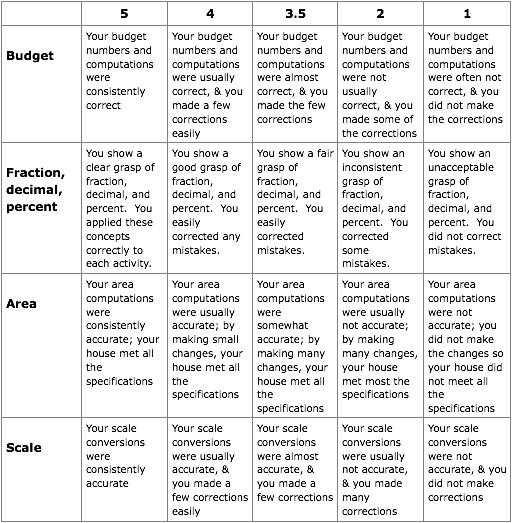 5 4 3.5 2 1
Budget
Your budget
numbers and
computations
were
consistently
correct
Your budget
numbers and
computations
were usually
correct, & you
made a few
corrections
easily
Your budget
numbers and
computations
were almost
correct, & you
made the few
corrections
Your budget
numbers and
computations
were not
usually
correct, & you
made some of
the corrections
Your budget
numbers and
computations
were often not
correct, & you
did not make
the corrections
Fraction,
decimal,
percent
You show a
clear grasp of
fraction,
decimal, and
percent. You
applied these
concepts
correctly to
each activity.
You show a
good grasp of
fraction,
decimal, and
percent. You
easily
corrected any
mistakes.
You show a fair
grasp of
fraction,
decimal, and
percent. You
easily
corrected
mistakes.
You show an
inconsistent
grasp of
fraction,
decimal, and
percent. You
corrected
some
mistakes.
You show an
unacceptable
grasp of
fraction,
decimal, and
percent. You
did not correct
mistakes.
Area
Your area
computations
were
consistently
accurate; your
house met all
the
specifications
Your area
computations
were usually
accurate; by
making small
changes, your
house met all
the
specifications
Your area
computations
were
somewhat
accurate; by
making many
changes, your
house met all
the
specifications
Your area
computations
were usually
not accurate;
by making
many changes,
your house
met most the
specifications
Your area
computations
were not
accurate; you
did not make
the changes so
your house did
not meet all
the
specifications
Scale
Your scale
conversions
were
consistently
accurate
Your scale
conversions
were usually
accurate, &
you made a
few corrections
easily
Your scale
conversions
were almost
accurate, &
you made a
few corrections
Your scale
conversions
were usually
not accurate,
& you made
many
corrections
Your scale
conversions
were not
accurate, & you
did not make
corrections